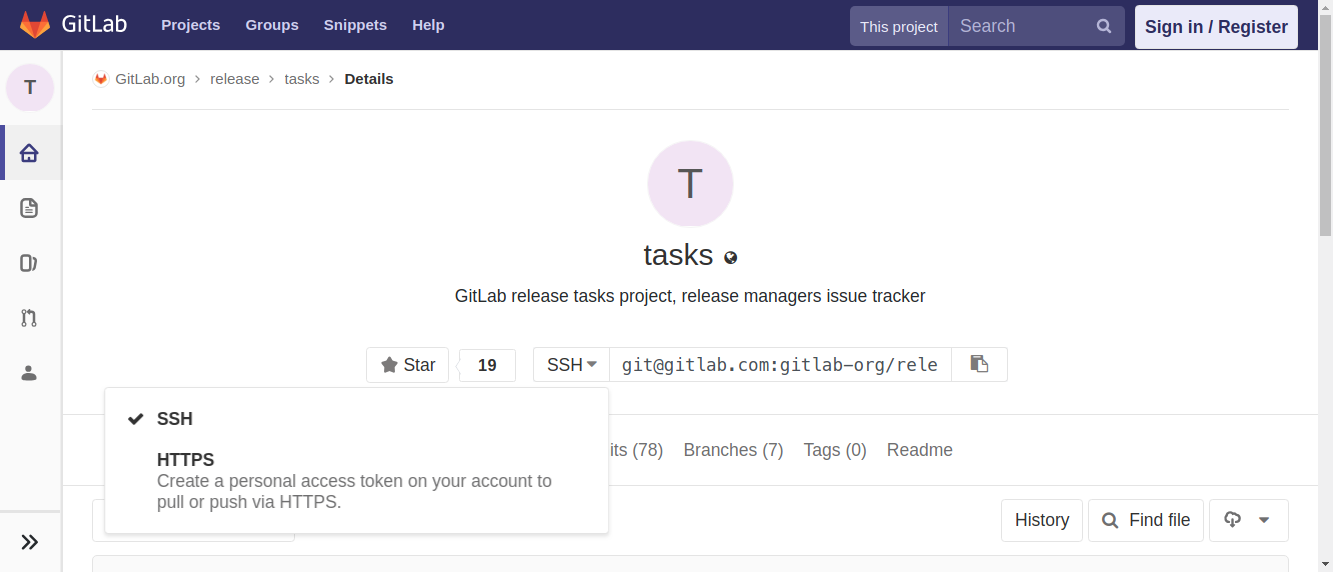 GitLab Projects Groups Snippets Help This project Search Sign in / Register
T GitLab.org release tasks Details
T
tasks
GitLab release tasks project, release managers issue tracker
Star 19 SSH git@gitlab.com:gitlab-org/rele
SSH
its (78) Branches (7) Tags (0) Readme
HTTPS
Create a personal access token on your account to
pull or push via HTTPS.
History Find file